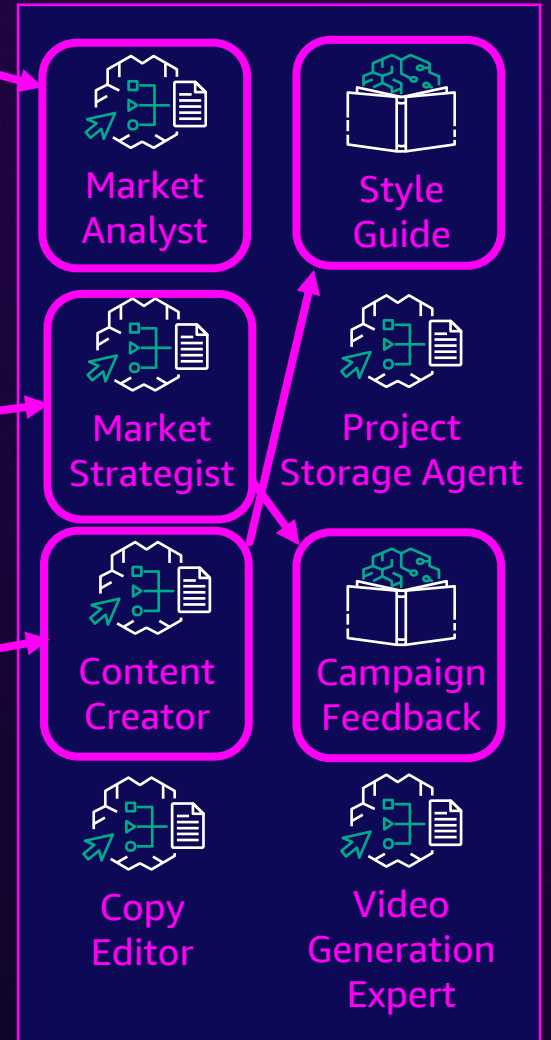 Market
Analyst
Style
Guide
Market
Strategist
Project
Storage Agent
Content
Creator
Campaign
Feedback
Copy
Editor
Video
Generation
Expert